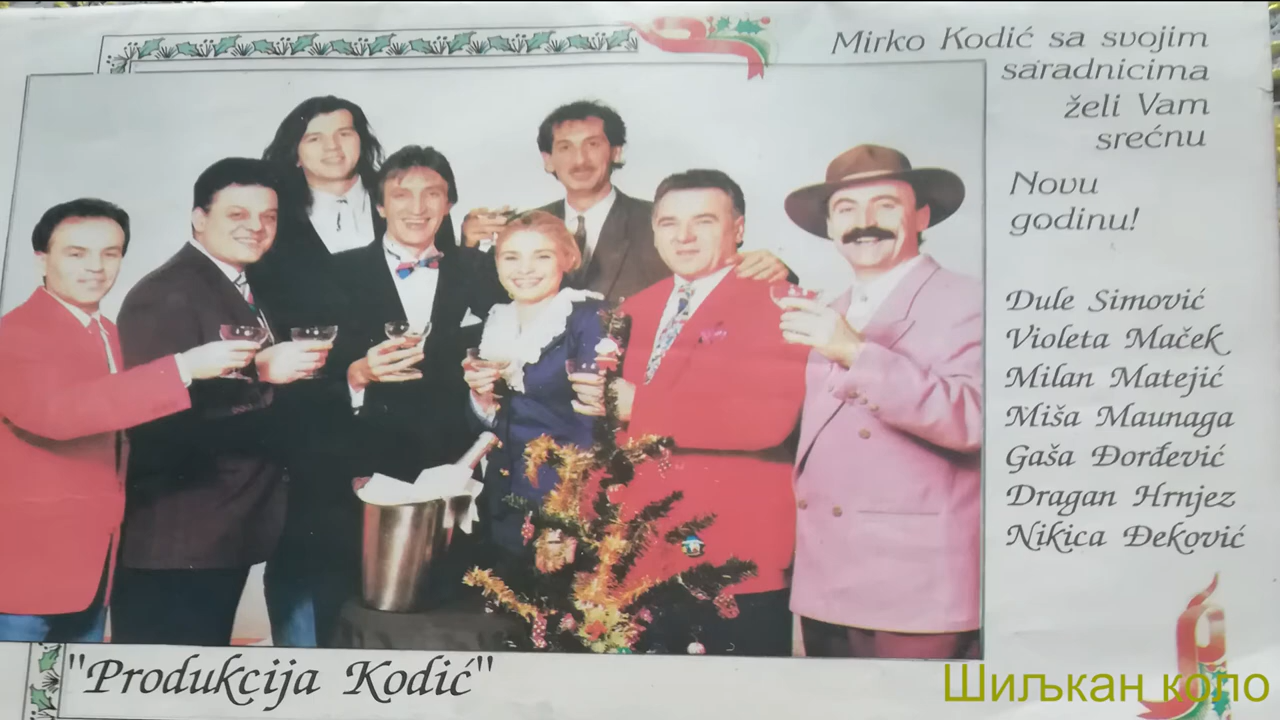 Mirko Kodić sa svojim
saradnicima
želi Vam
srećnu
Novu
godinu!
Dule Simović
Violeta Maček
Milan Matejić
Miša Maunaga
Gaša Đorđević
Dragan Hrnjez
Nikica Đeković
"Produkcija Kodić"
Шиљкан коло